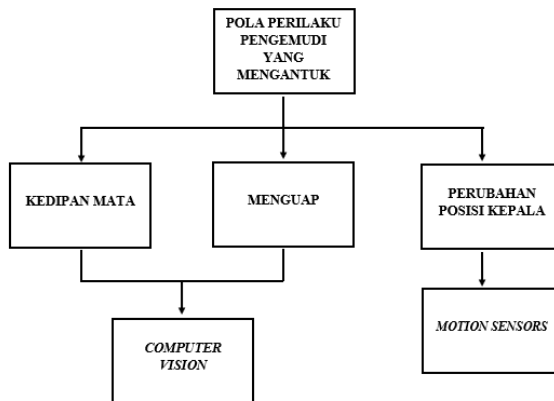 POLA PERILAKU
PENGEMUDI
YANG
MENGANTUK
KEDIPAN MATA
MENGUAP
PERUBAHAN
POSISI KEPALA
COMPUTER
VISION
MOTION SENSORS